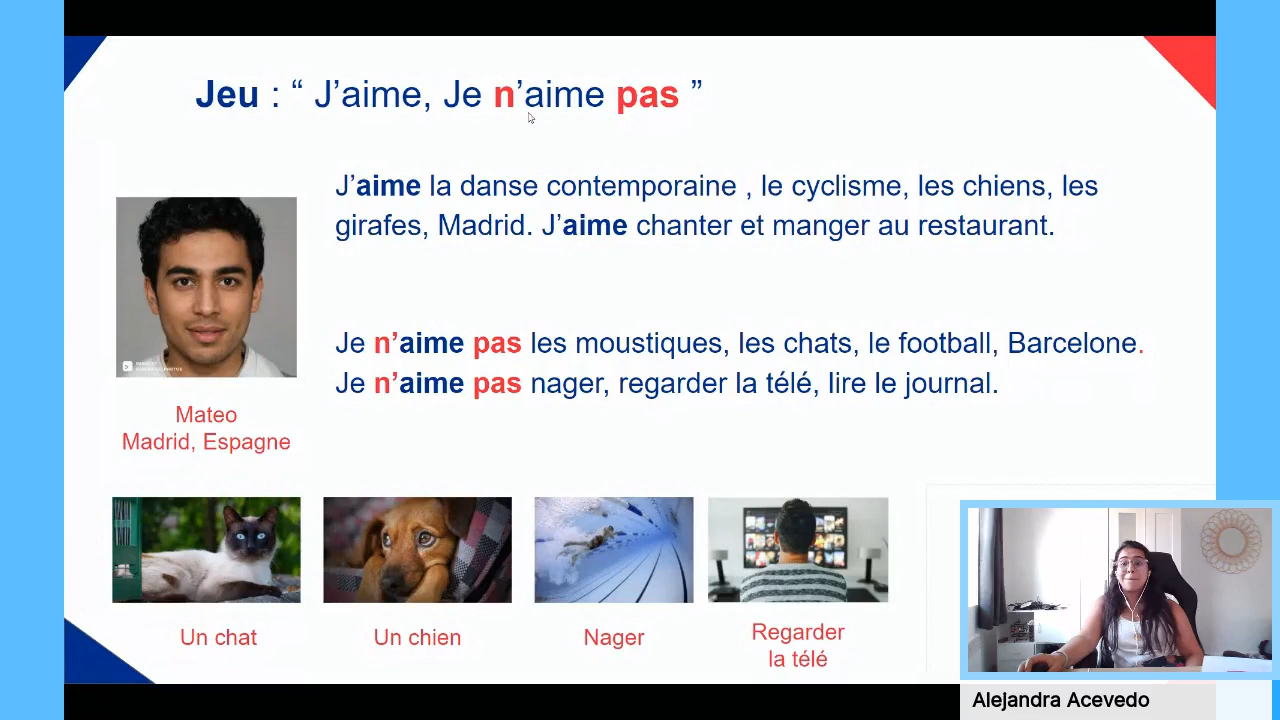 Jeu : “ J’aime, Je n’aime pas ”
J’aime la danse contemporaine , le cyclisme, les chiens, les
girafes, Madrid. J’aime chanter et manger au restaurant.
Je n’aime pas les moustiques, les chats, le football, Barcelone.
Je n’aime pas nager, regarder la télé, lire le journal.
Mateo
Madrid, Espagne
Un chat
Un chien
Nager
Regarder
la télé
Alejandra Acevedo